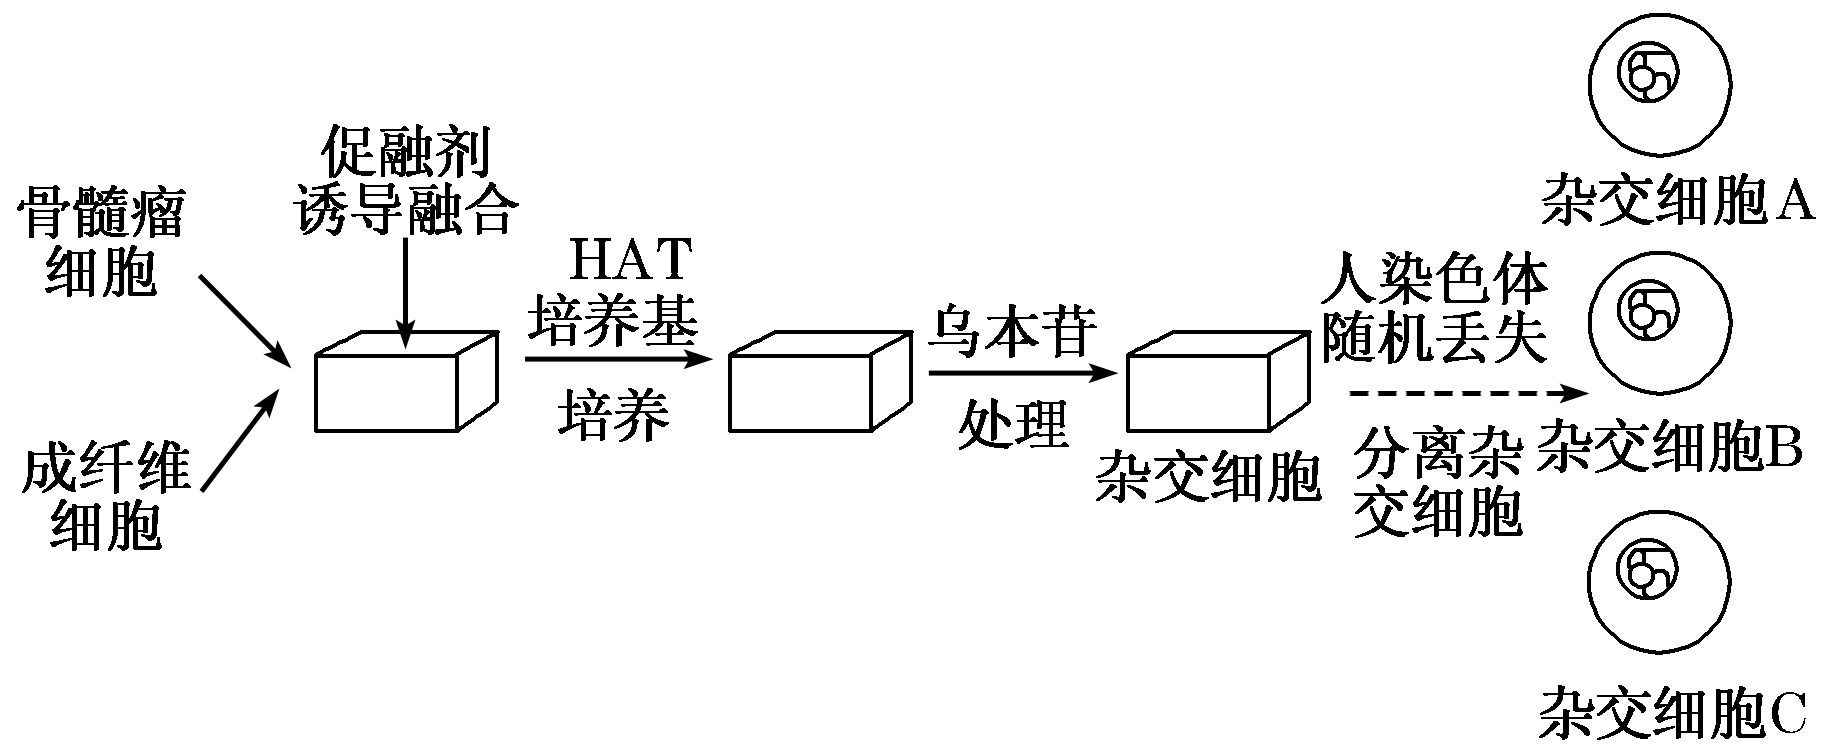 骨髓瘤
细胞
成纤维
细胞
促融剂
诱导融合
HAT
培养基
培养
乌本苷
处理
杂交细胞
人染色体
随机丢失
分离杂
交细胞
杂交细胞A
杂交细胞B
杂交细胞C